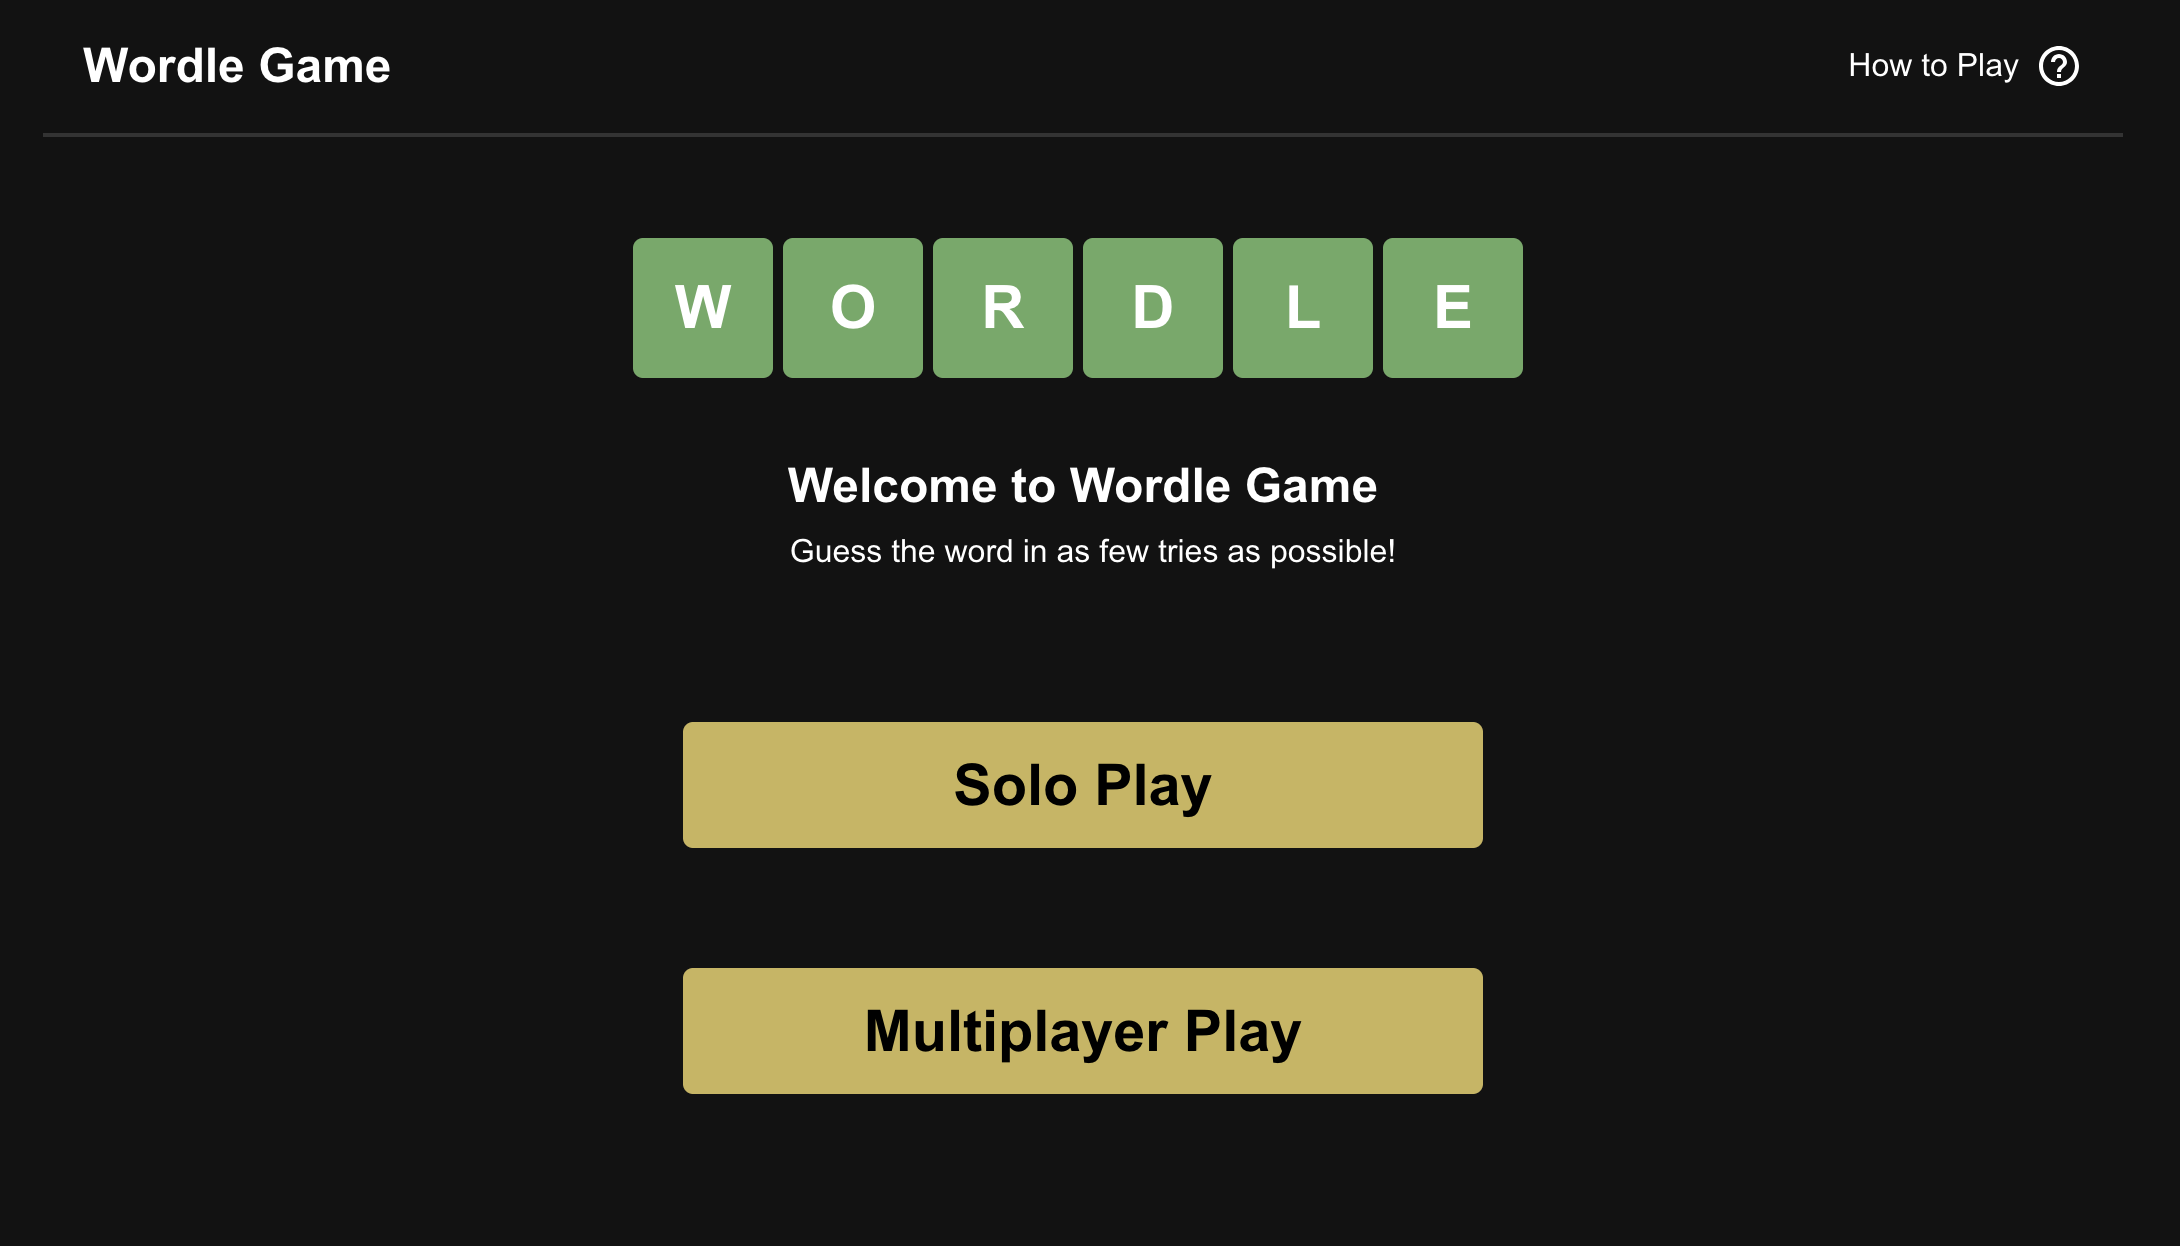 Wordle Game
How to Play ?
W O R D L E
Welcome to Wordle Game
Guess the word in as few tries as possible!
Solo Play
Multiplayer Play